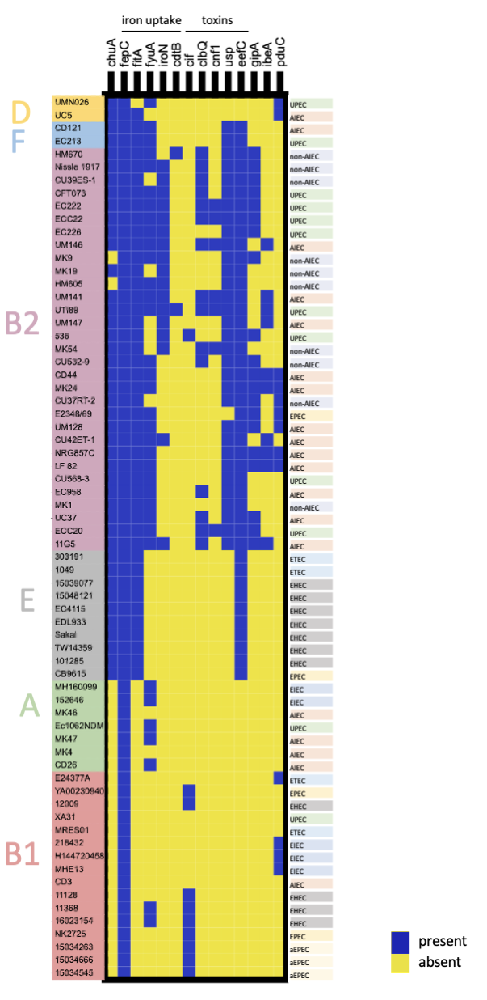 iron uptake toxins
chuA fepC fitA fyuA iroN cdtB cif clbQ cnf1 usp eefC gipA ibeA pduC
D
F
B2
E
A
B1
UMN026 UPEC
UC5 AIEC
CD121 AIEC
EC213 UPEC
HM670 non-AIEC
Nissle 1917 non-AIEC
CU39ES-1 non-AIEC
CFT073 UPEC
EC222 UPEC
ECC22 UPEC
EC226 UPEC
UM146 AIEC
MK9 non-AIEC
MK19 non-AIEC
HM605 non-AIEC
UM141 AIEC
UTI89 UPEC
UM147 AIEC
536 UPEC
MK54 non-AIEC
CU532-9 non-AIEC
CD44 AIEC
MK24 AIEC
CU37RT-2 non-AIEC
E2348/69 EPEC
UM128 AIEC
CU42ET-1 AIEC
NRG857C AIEC
LF 82 AIEC
CU568-3 UPEC
EC958 AIEC
MK1 non-AIEC
UC37 AIEC
ECC20 UPEC
11G5 AIEC
303191 ETEC
1049 ETEC
15039077 EHEC
15048121 EHEC
EC4115 EHEC
EDL933 EHEC
Sakai EHEC
TW14359 EHEC
101285 EHEC
CB9615 EPEC
MH160099 EIEC
152646 EIEC
MK46 AIEC
Ec1062NDM UPEC
MK47 AIEC
MK4 AIEC
CD26 AIEC
E24377A ETEC
YA00230940 EPEC
12009 EHEC
XA31 UPEC
MRES01 ETEC
218432 EIEC
H144720458 EIEC
MHE13 EIEC
CD3 AIEC
11128 EHEC
11368 EHEC
16023154 EHEC
NK2725 EPEC
15034263 aEPEC
15034666 aEPEC
15034545 aEPEC
present
absent